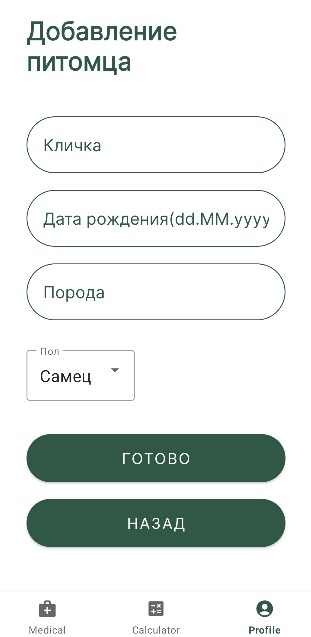 Добавление
питомца
Кличка
Дата рождения(dd.MM.yyyy
Порода
Пол
Самец
ГОТОВО
НАЗАД
Medical
Calculator
Profile